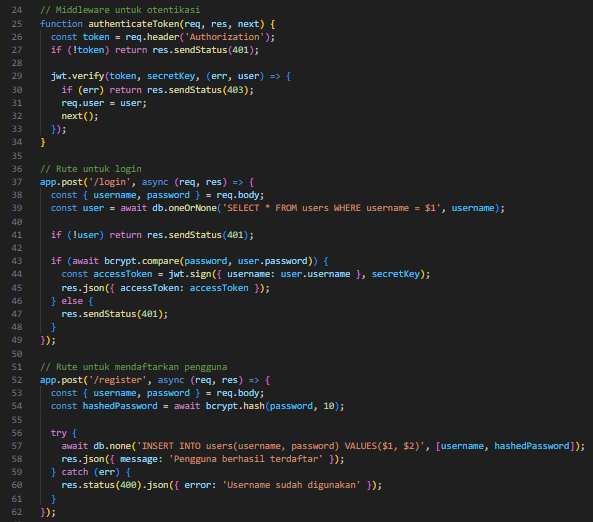 24 // Middleware untuk otentikasi
25 function authenticateToken(req, res, next) {
26   const token = req.header('Authorization');
27   if (!token) return res.sendStatus(401);
28
29   jwt.verify(token, secretKey, (err, user) => {
30     if (err) return res.sendStatus(403);
31     req.user = user;
32     next();
33   });
34 }
35
36 // Rute untuk login
37 app.post('/login', async (req, res) => {
38   const { username, password } = req.body;
39   const user = await db.oneOrNone('SELECT * FROM users WHERE username = $1', username);
40
41   if (!user) return res.sendStatus(401);
42
43   if (await bcrypt.compare(password, user.password)) {
44     const accessToken = jwt.sign({ username: user.username }, secretKey);
45     res.json({ accessToken: accessToken });
46   } else {
47     res.sendStatus(401);
48   }
49 });
50
51 // Rute untuk mendaftarkan pengguna
52 app.post('/register', async (req, res) => {
53   const { username, password } = req.body;
54   const hashedPassword = await bcrypt.hash(password, 10);
55
56   try {
57     await db.none('INSERT INTO users(username, password) VALUES($1, $2)', [username, hashedPassword]);
58     res.json({ message: 'Pengguna berhasil terdaftar' });
59   } catch (err) {
60     res.status(400).json({ error: 'Username sudah digunakan' });
61   }
62 });